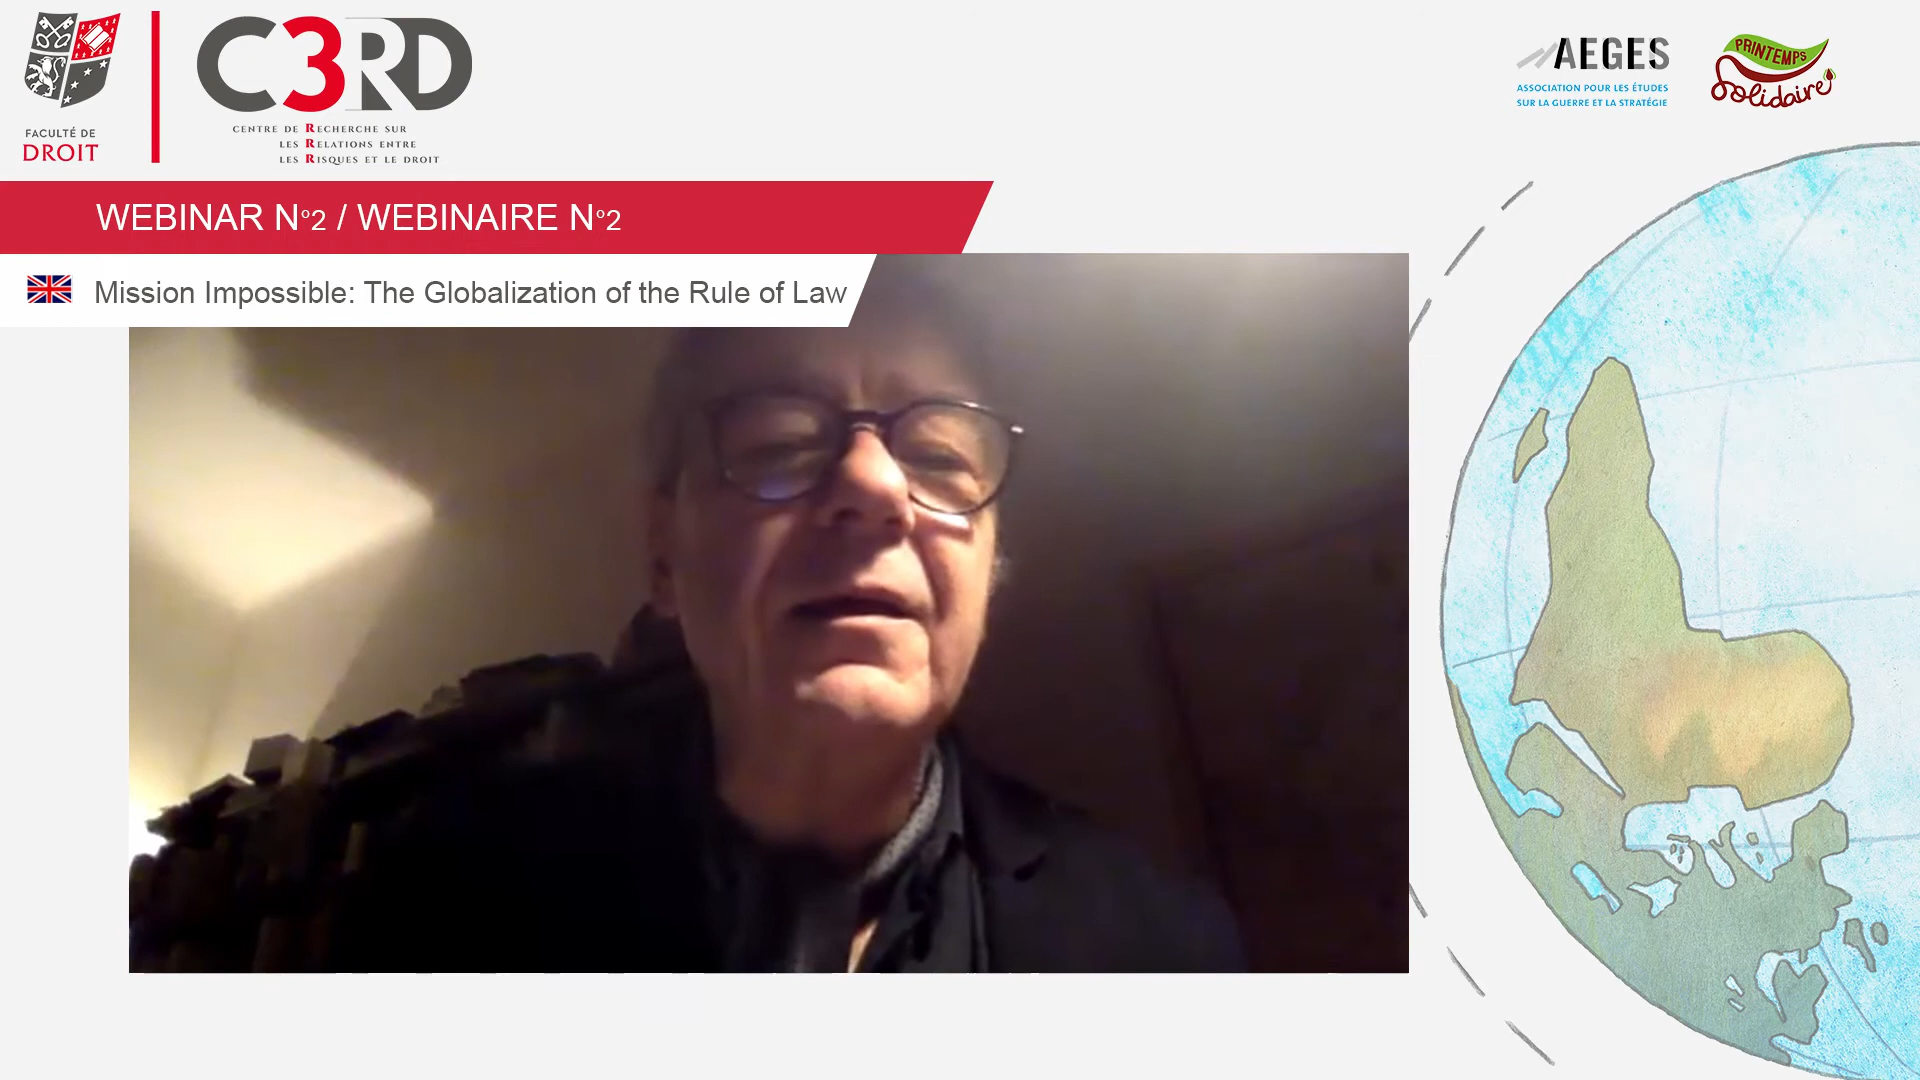 C3RD
FACULTÉ DE
DROIT
CENTRE DE RECHERCHE SUR
LES RELATIONS ENTRE
LES RISQUES ET LE DROIT
AEGES
ASSOCIATION POUR LES ÉTUDES
SUR LA GUERRE ET LA STRATÉGIE
PRINTEMPS
Solidaire
WEBINAR N°2 / WEBINAIRE N°2
Mission Impossible: The Globalization of the Rule of Law